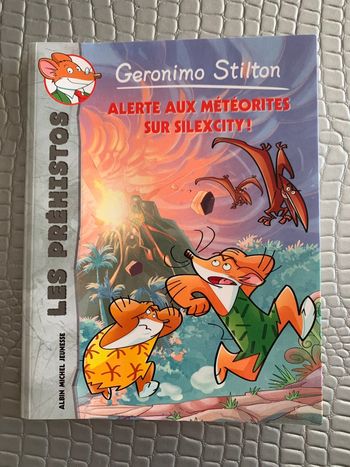 Geronimo Stilton
ALERTE AUX MÉTÉORITES
SUR SILEXCITY !
LES PRÉHISTOS
ALBIN MICHEL JEUNESSE